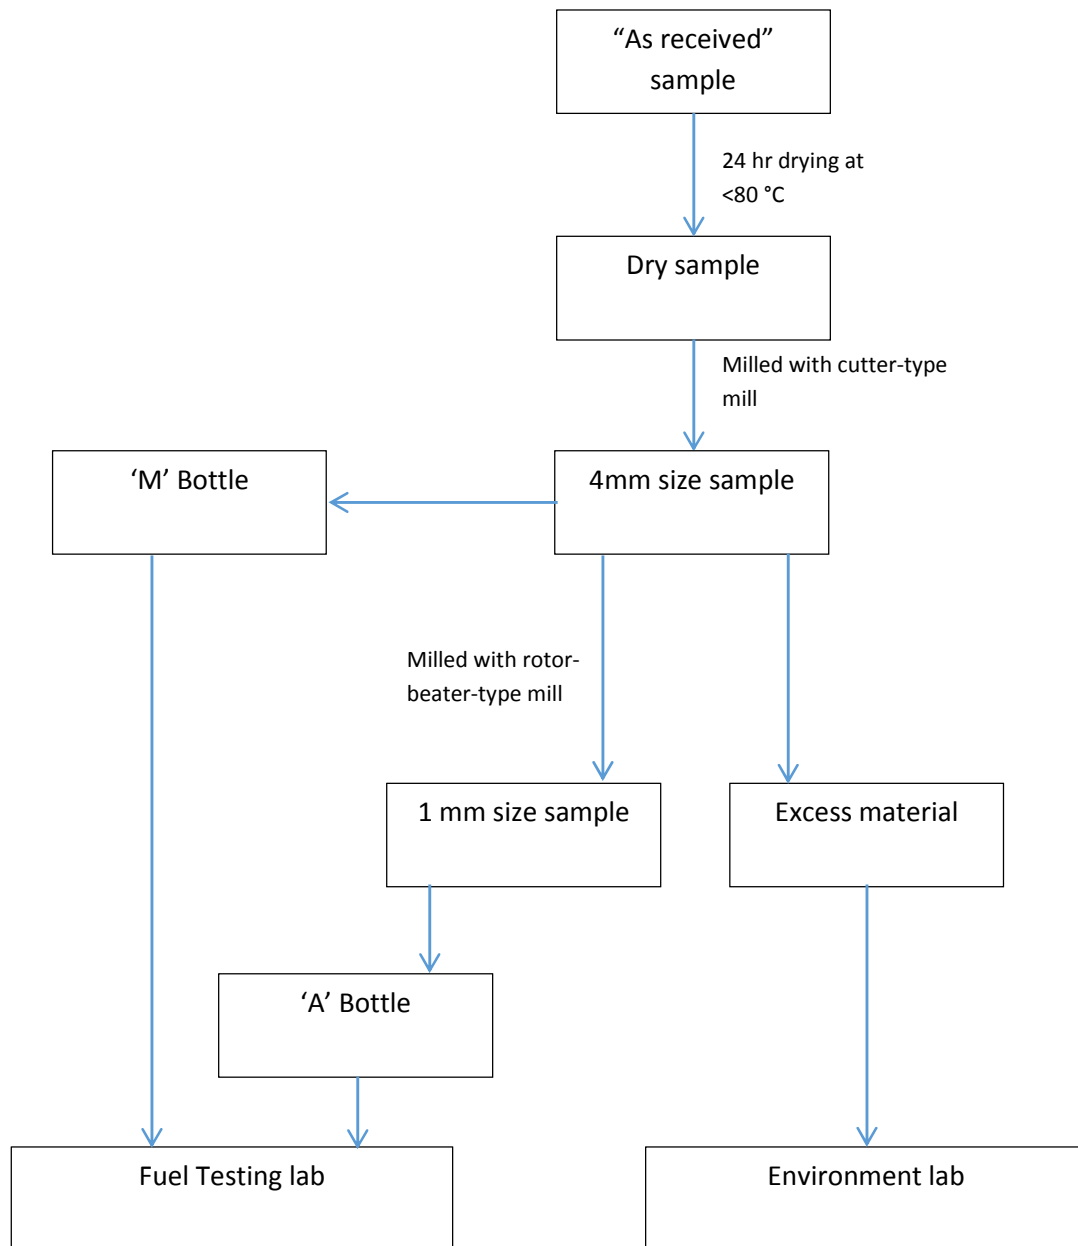 “As received”
sample
24 hr drying at
<80 °C
Dry sample
Milled with cutter-type
mill
‘M’ Bottle
4mm size sample
Milled with rotor-
beater-type mill
1 mm size sample
Excess material
‘A’ Bottle
Fuel Testing lab
Environment lab